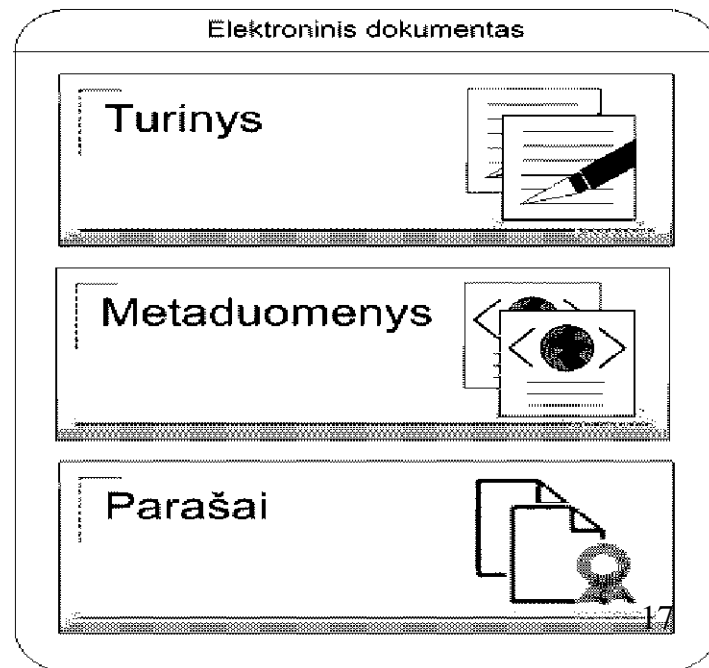 Elektroninis dokumentas
Turinys
Metaduomenys
Parašai
17